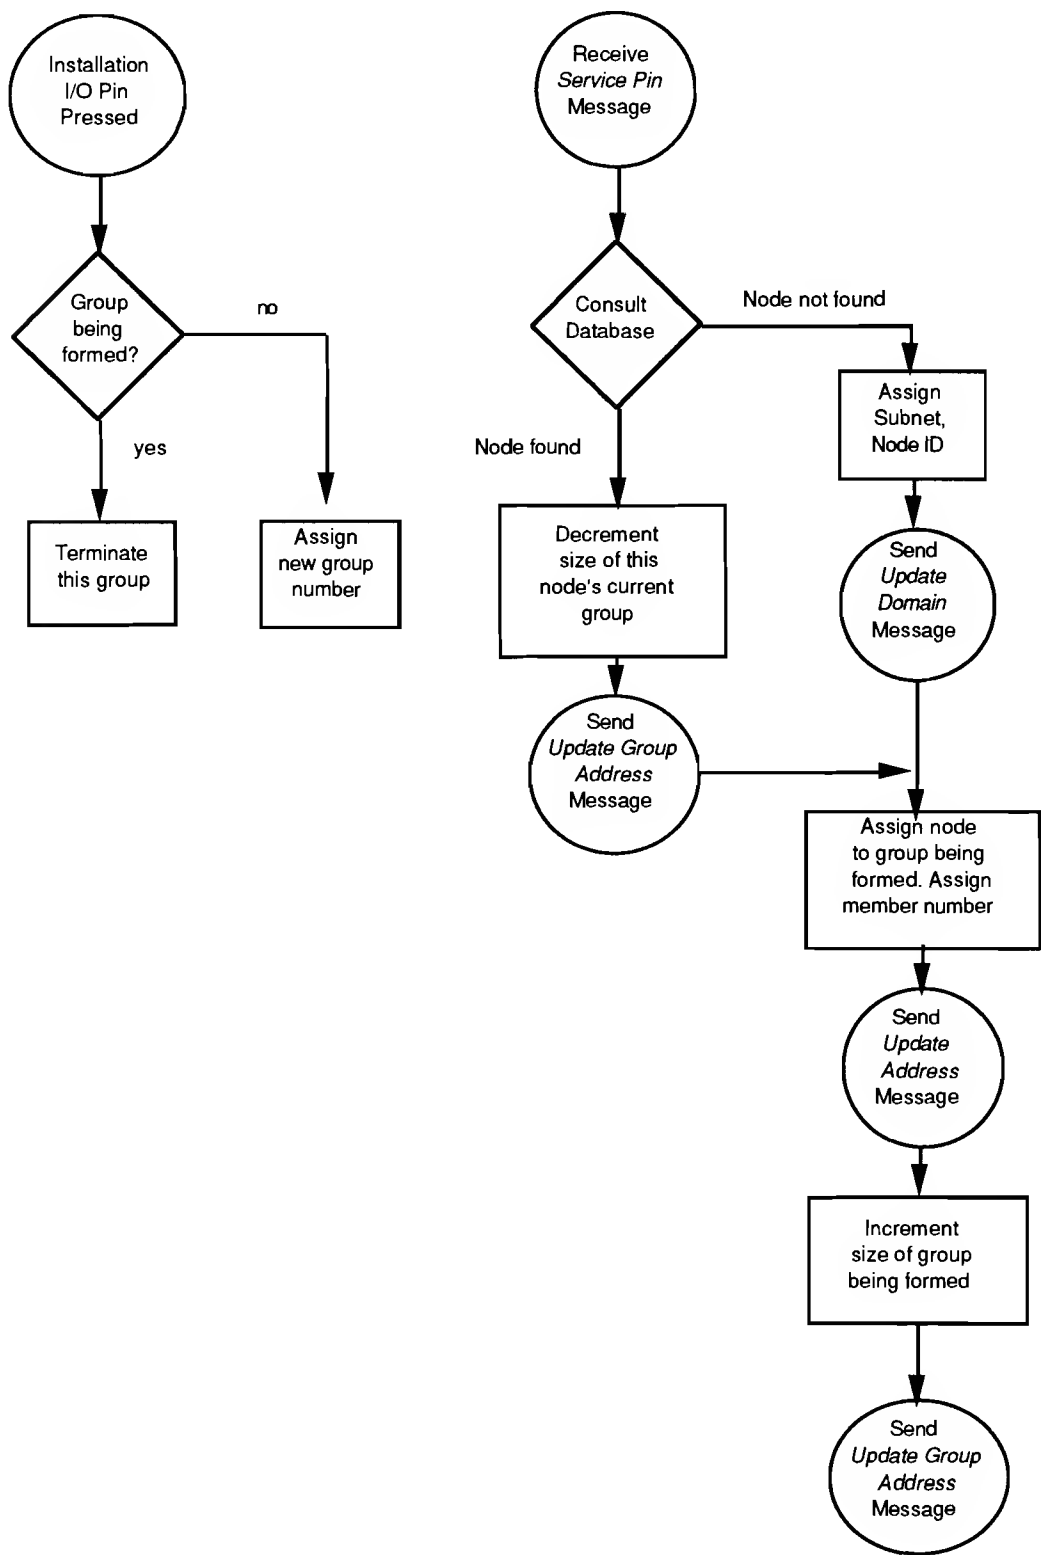 Installation
I/O Pin
Pressed
Group
being
formed?
no
yes
Terminate
this group
Assign
new group
number
Receive
Service Pin
Message
Consult
Database
Node not found
Node found
Assign
Subnet,
Node ID
Decrement
size of this
node's current
group
Send
Update
Domain
Message
Send
Update Group
Address
Message
Assign node
to group being
formed. Assign
member number
Send
Update
Address
Message
Increment
size of group
being formed
Send
Update Group
Address
Message